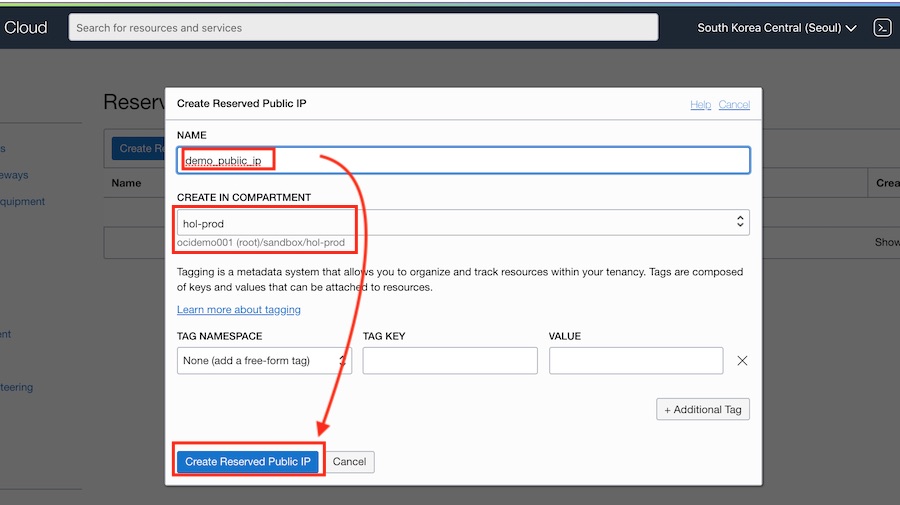 Cloud
Search for resources and services
South Korea Central (Seoul)
Create Reserved Public IP
Help Cancel
Reserv
NAME
Create Re
demo_pubiic_ip
s
eways
Name
Crea
CREATE IN COMPARTMENT
equipment
hol-prod
ocidemo001 (root)/sandbox/hol-prod
Show
Tagging is a metadata system that allows you to organize and track resources within your tenancy. Tags are composed
of keys and values that can be attached to resources.
Learn more about tagging
ent
TAG NAMESPACE TAG KEY VALUE
None (add a free-form tag)
teering
+ Additional Tag
Create Reserved Public IP Cancel